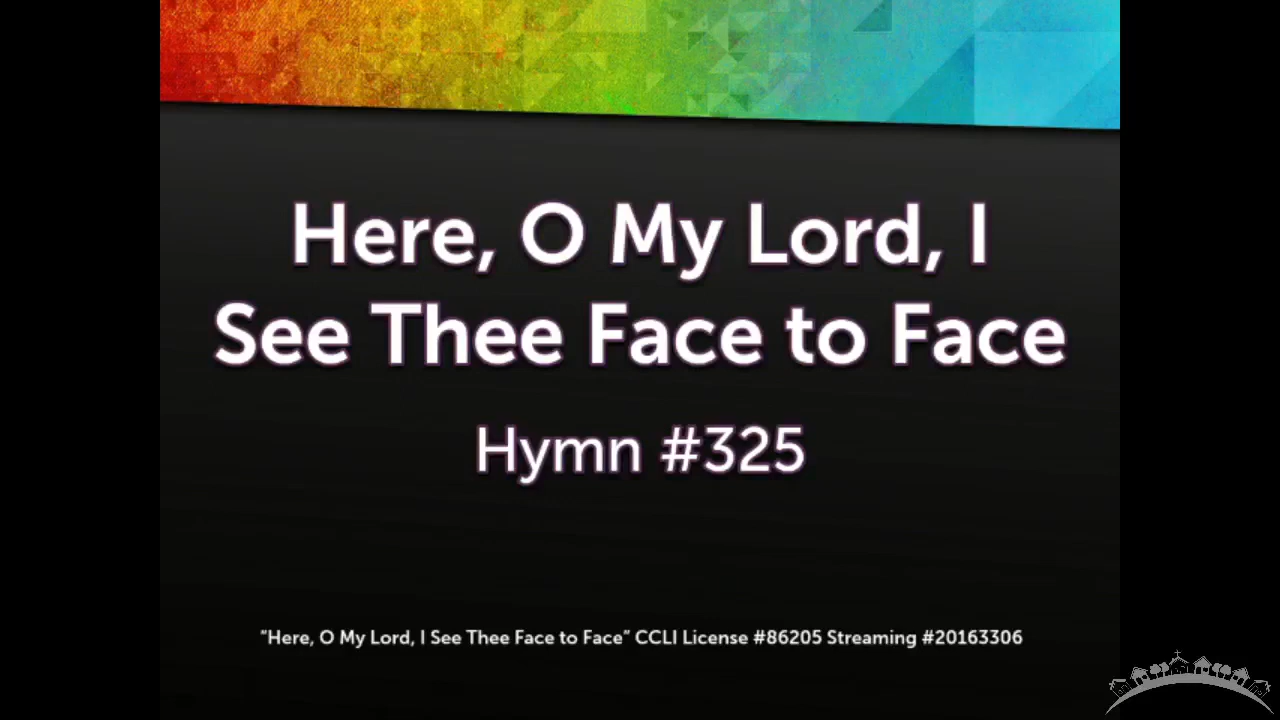 Here, O My Lord, I
See Thee Face to Face
Hymn #325
"Here, O My Lord, I See Thee Face to Face" CCLI License #86205 Streaming #20163306